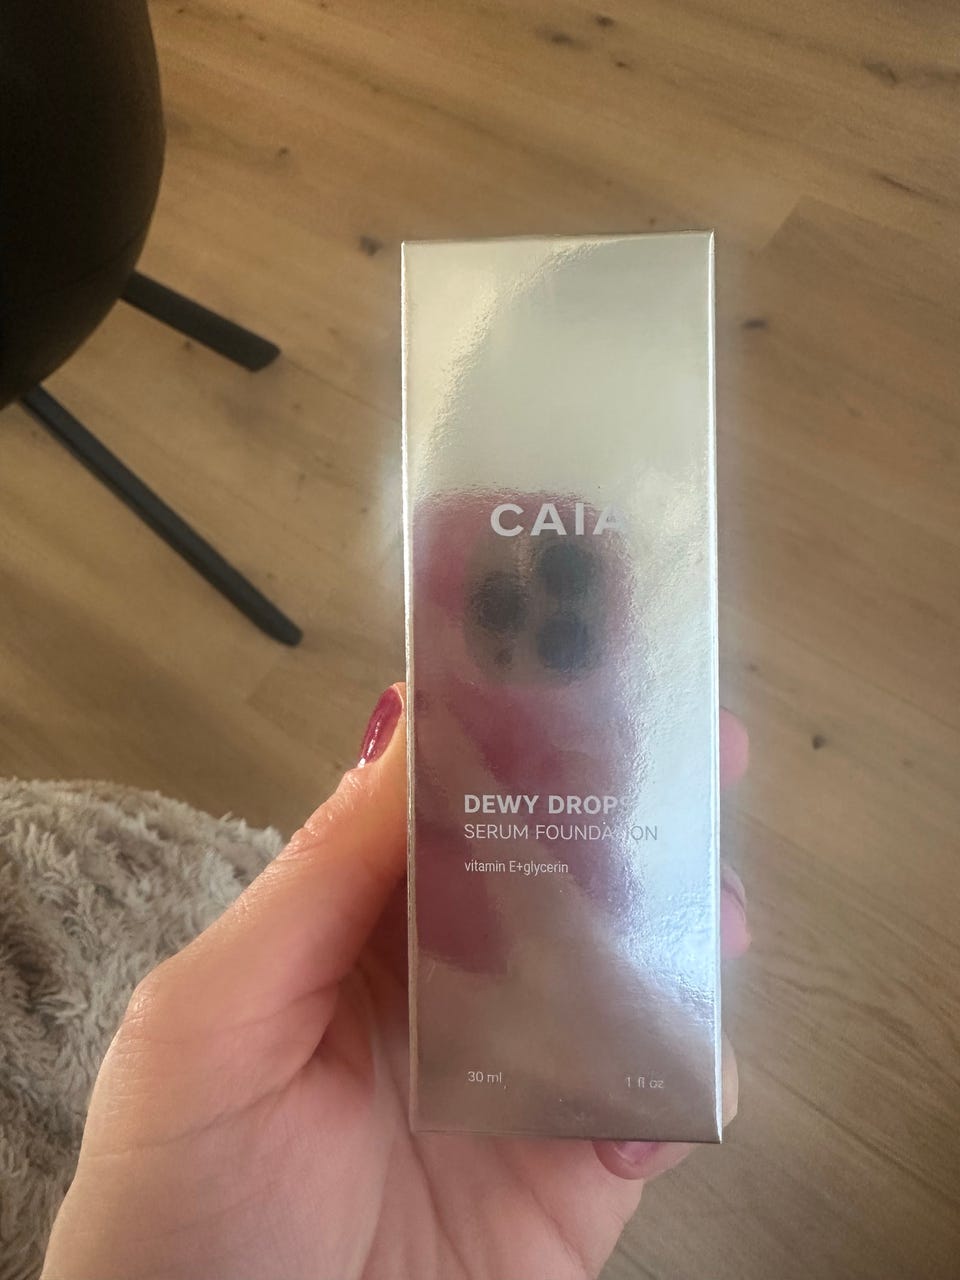 CAIA
DEWY DROPS
SERUM FOUNDATION
vitamin E+glycerin
30 ml
1 fl oz